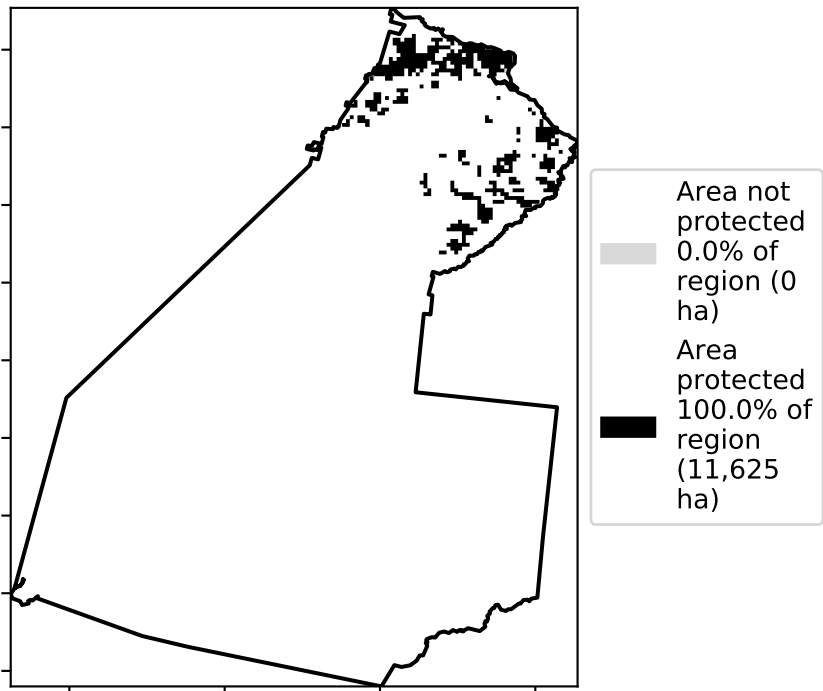 Area not
protected
0.0% of
region (0
ha)
Area
protected
100.0% of
region
(11,625
ha)